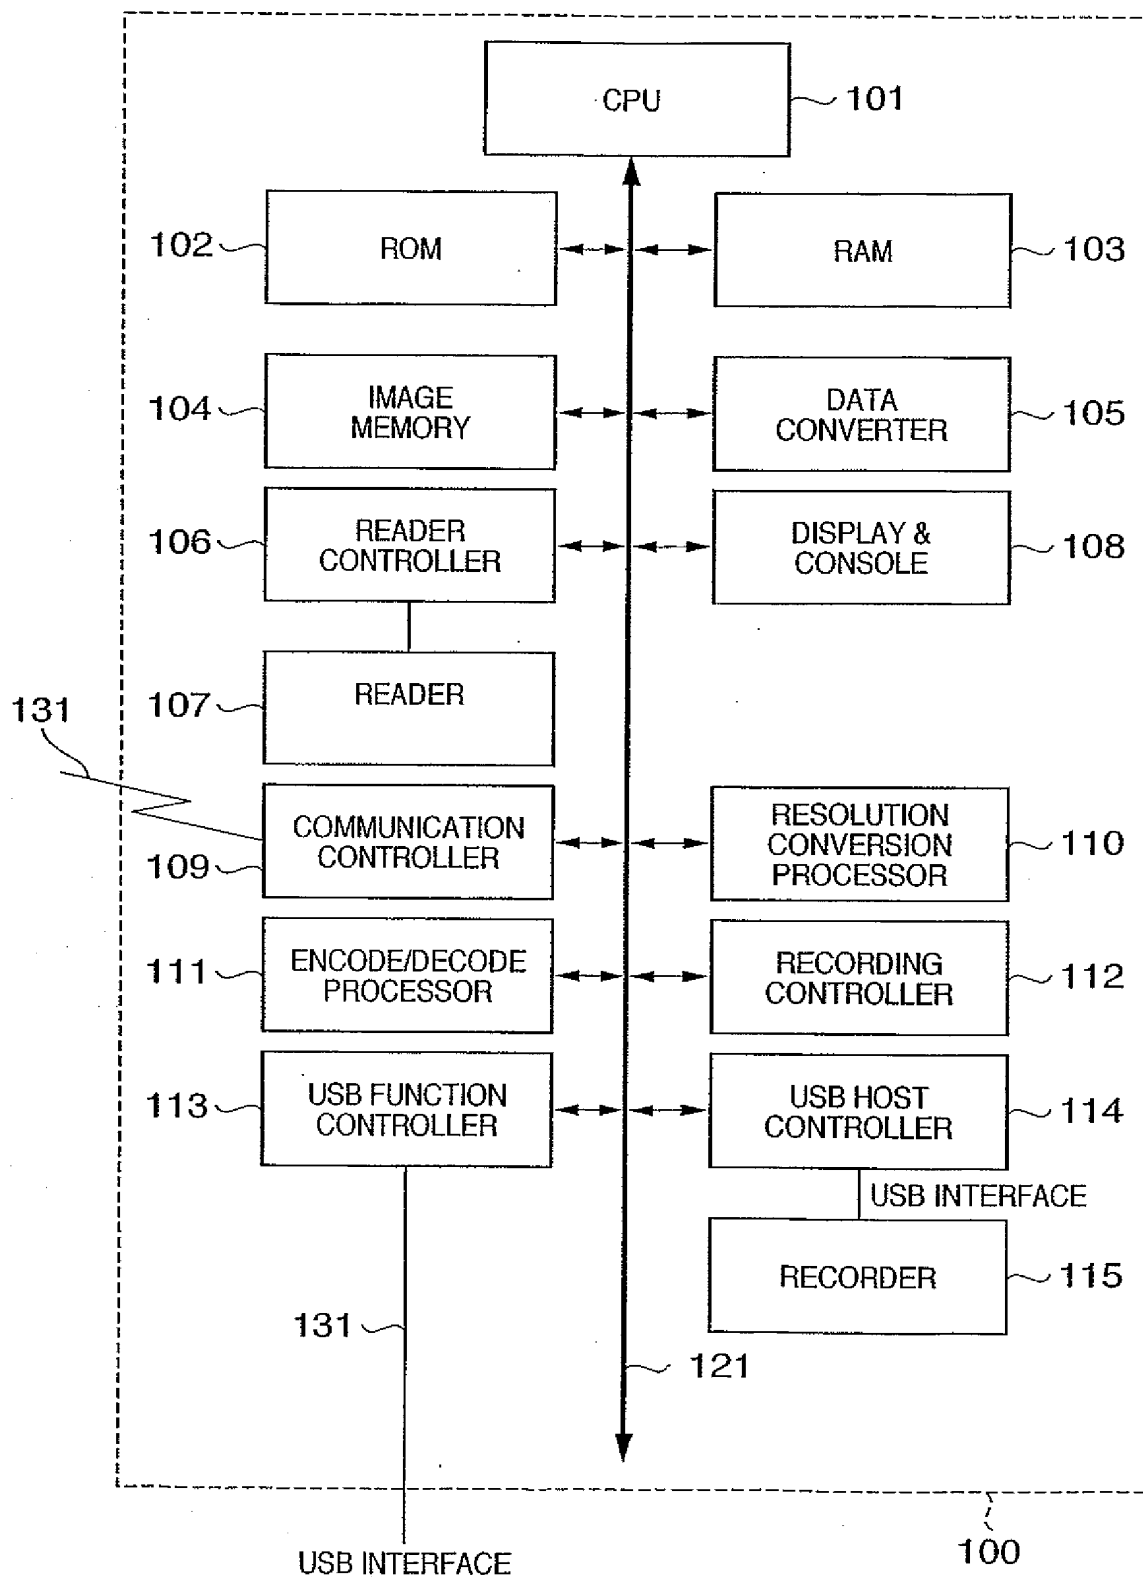 CPU
101
102
ROM
RAM
103
104
IMAGE
MEMORY
DATA
CONVERTER
105
106
READER
CONTROLLER
DISPLAY &
CONSOLE
108
107
READER
131
109
COMMUNICATION
CONTROLLER
RESOLUTION
CONVERSION
PROCESSOR
110
111
ENCODE/DECODE
PROCESSOR
RECORDING
CONTROLLER
112
113
USB FUNCTION
CONTROLLER
USB HOST
CONTROLLER
114
USB INTERFACE
RECORDER
115
131
121
USB INTERFACE
100